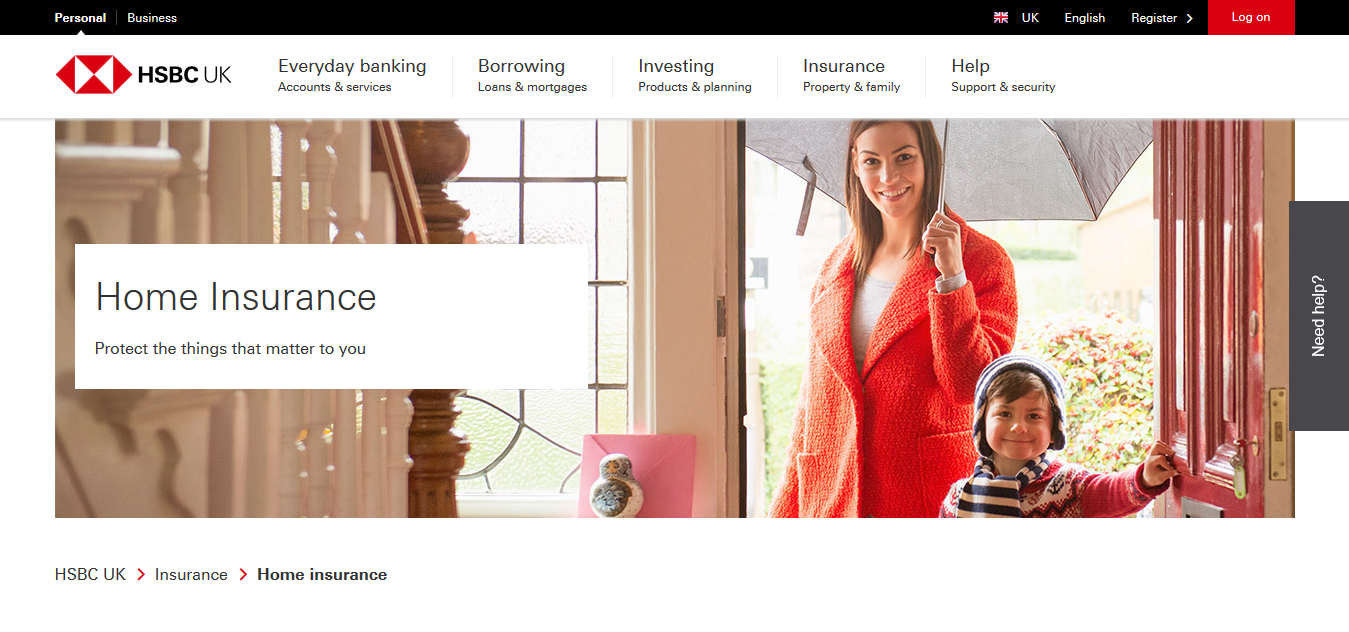 Personal Business UK English Register Log on
HSBC UK
Everyday banking
Accounts & services
Borrowing
Loans & mortgages
Investing
Products & planning
Insurance
Property & family
Help
Support & security
Home Insurance
Protect the things that matter to you
Need help?
HSBC UK Insurance Home insurance